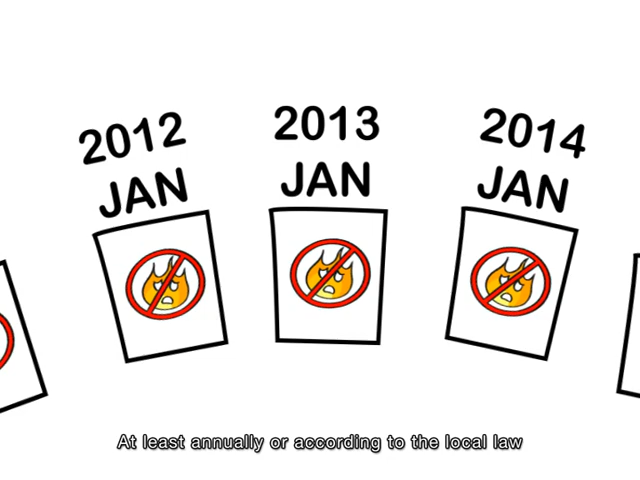 2012
JAN
2013
JAN
2014
JAN
At least annually or according to the local law